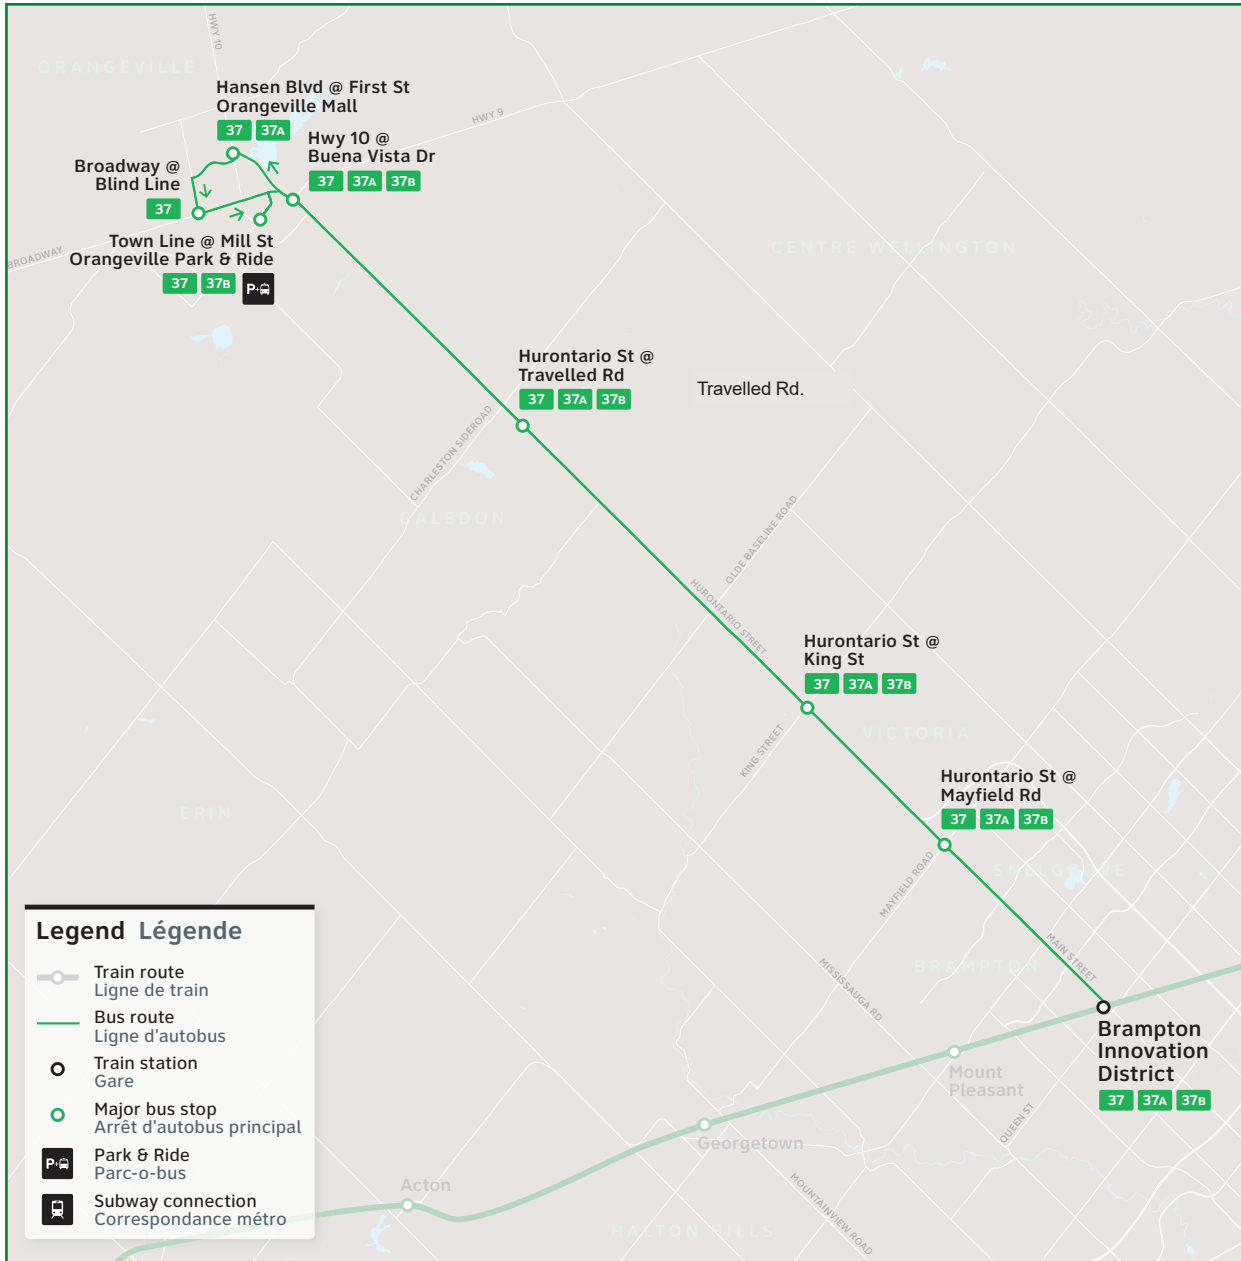 ORANGEVILLE
HWY 10
Hansen Blvd @ First St
Orangeville Mall
37 37A
HWY 9
Hwy 10 @
Buena Vista Dr
37 37A 37B
Broadway @
Blind Line
37
BROADWAY
Town Line @ Mill St
Orangeville Park & Ride
37 37B P+
CENTRE WELLINGTON
Hurontario St @
Travelled Rd
37 37A 37B
Travelled Rd.
CHARLESTON SIDEROAD
CALEDON
OLDE BASELINE ROAD
HURONTARIO STREET
Hurontario St @
King St
37 37A 37B
KING STREET
VICTORIA
Hurontario St @
Mayfield Rd
37 37A 37B
ERIN
MAYFIELD ROAD
SNELGROVE
MAIN STREET
BRAMPTON
MISSISSAUGA RD
Brampton
Innovation
District
37 37A 37B
Mount
Pleasant
QUEEN ST
Georgetown
MOUNTAINVIEW ROAD
Acton
HALTON HILLS
Legend Légende
Train route
Ligne de train
Bus route
Ligne d'autobus
Train station
Gare
Major bus stop
Arrêt d'autobus principal
P+
Park & Ride
Parc-o-bus
Subway connection
Correspondance métro